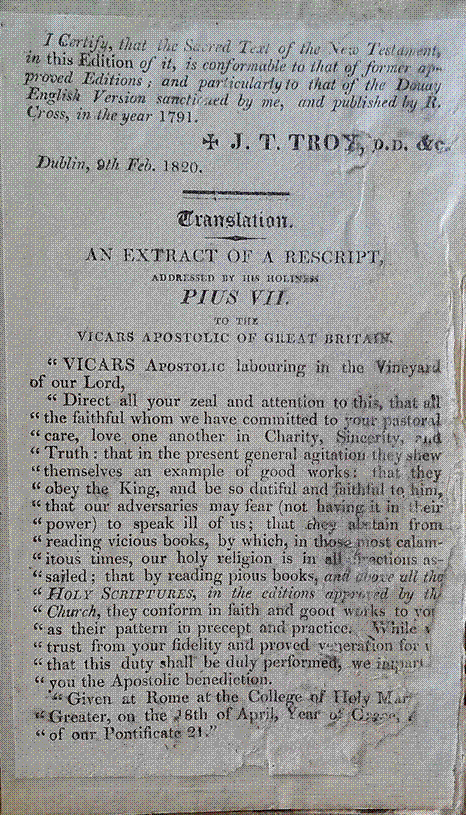 I Certify, that the Sacred Text of the New Testament,
in this Edition of it, is conformable to that of former ap-
proved Editions; and particularly to that of the Douay
English Version sanctioned by me, and published by R.
Cross, in the year 1791.
✠ J. T. TROY, D.D. &c.
Dublin, 9th Feb. 1820.
Translation.
AN EXTRACT OF A RESCRIPT,
ADDRESSED BY HIS HOLINESS
PIUS VII.
TO THE
VICARS APOSTOLIC OF GREAT BRITAIN.
“ VICARS APOSTOLIC labouring in the Vineyard
of our Lord,
“ Direct all your zeal and attention to this, that all
“ the faithful whom we have committed to your pastoral
“ care, love one another in Charity, Sincerity, and
“ Truth: that in the present general agitation they shew
“ themselves an example of good works: that they
“ obey the King, and be so dutiful and faithful to him,
“ that our adversaries may fear (not having it in their
“ power) to speak ill of us; that they abstain from
“ reading vicious books, by which, in those most calam-
“ itous times, our holy religion is in all directions as-
“ sailed; that by reading pious books, and above all the
“ HOLY SCRIPTURES, in the editions approved by the
“ Church, they conform in faith and good works to you
“ as their pattern in precept and practice. While
“ trust from your fidelity and proved veneration for
“ that this duty shall be duly performed, we impart
“ you the Apostolic benediction.
“ Given at Rome at the College of Holy Mary
“ Greater, on the 18th of April, Year of Grace,
“ of our Pontificate 21.”